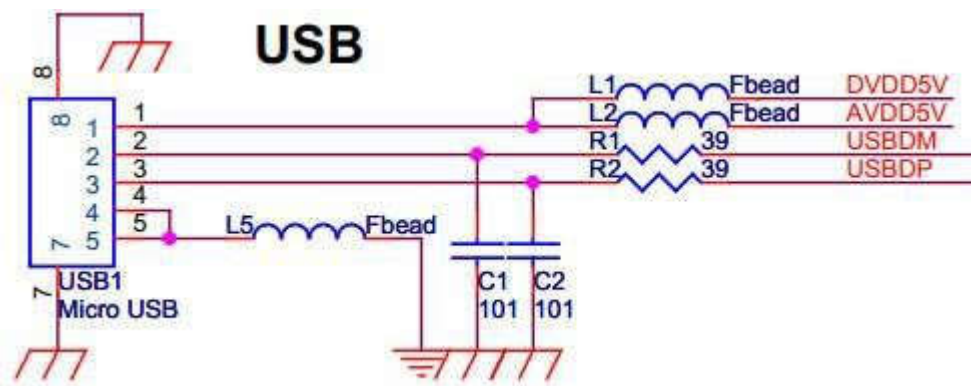 USB
8
8
1
1
2
2
3
3
4
4
5
5
7
7
USB1
Micro USB
L1
Fbead
DVDD5V
L2
Fbead
AVDD5V
R1
39
USBDM
R2
39
USBDP
L5
Fbead
C1
101
C2
101